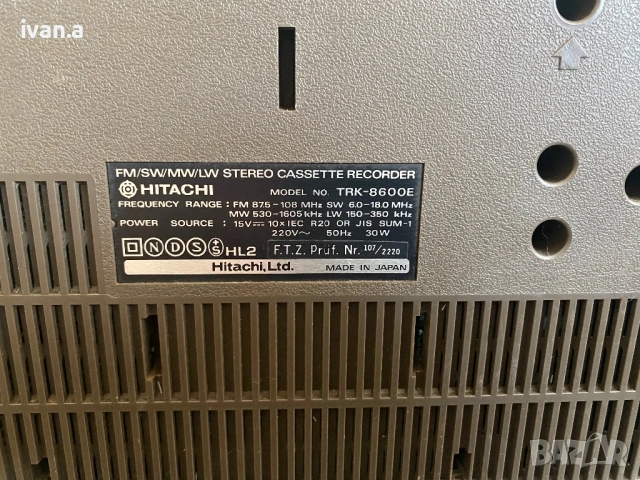 ivan.a
FM/SW/MW/LW STEREO CASSETTE RECORDER
HITACHI MODEL NO. TRK-8600E
FREQUENCY RANGE : FM 87.5 - 108 MHz SW 6.0 - 18.0 MHz
MW 530 - 1605 kHz LW 150 - 350 kHz
POWER SOURCE : 15V⎓ 10×IEC R20 OR JIS SUM-1
220V~ 50Hz 30W
N D S S HL2 F.T.Z. Prüf. Nr. 107/2220
Hitachi, Ltd. MADE IN JAPAN
BAZAR